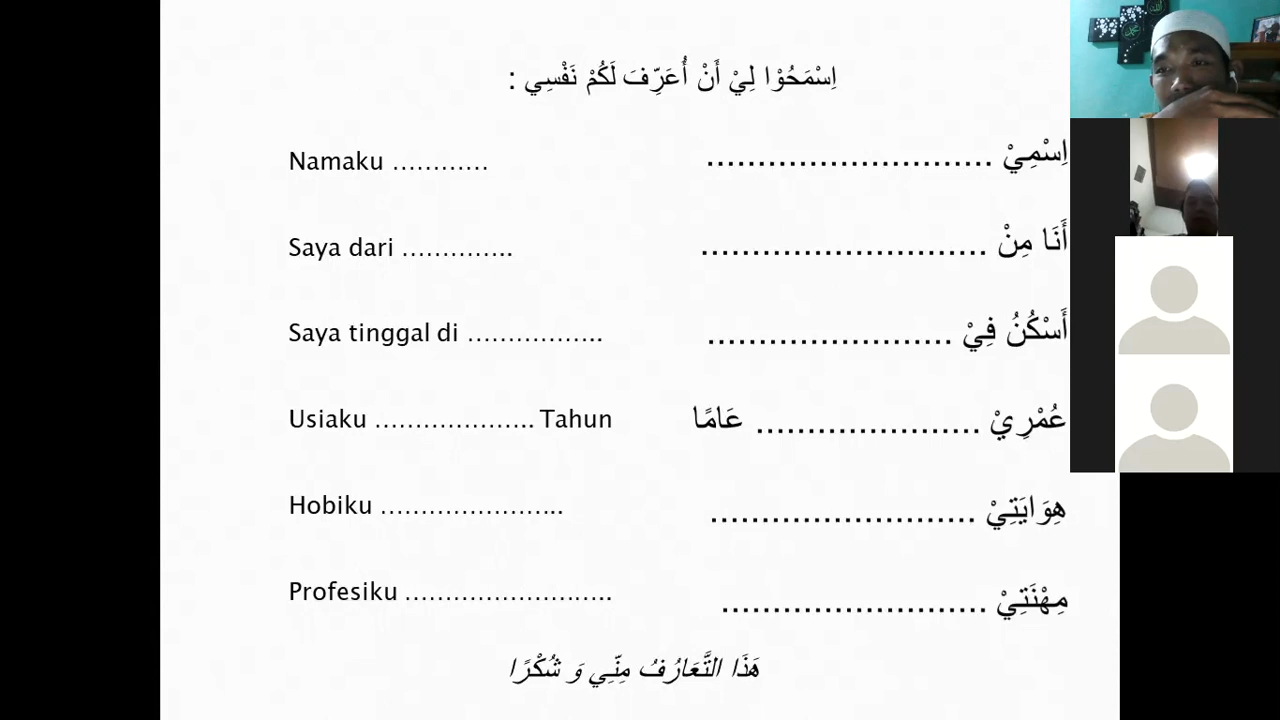 اِسْمَحُوْا لِيْ أَنْ أُعَرِّفَ لَكُمْ نَفْسِي :
Namaku ............ اِسْمِيْ ............................
Saya dari .............. أَنَا مِنْ ............................
Saya tinggal di ................. أَسْكُنُ فِيْ ........................
Usiaku .................... Tahun عُمْرِيْ ...................... عَامًا
Hobiku ....................... هِوَايَتِيْ ..........................
Profesiku .......................... مِهْنَتِيْ ..........................
هَذَا التَّعَارُفُ مِنِّي وَ شُكْرًا